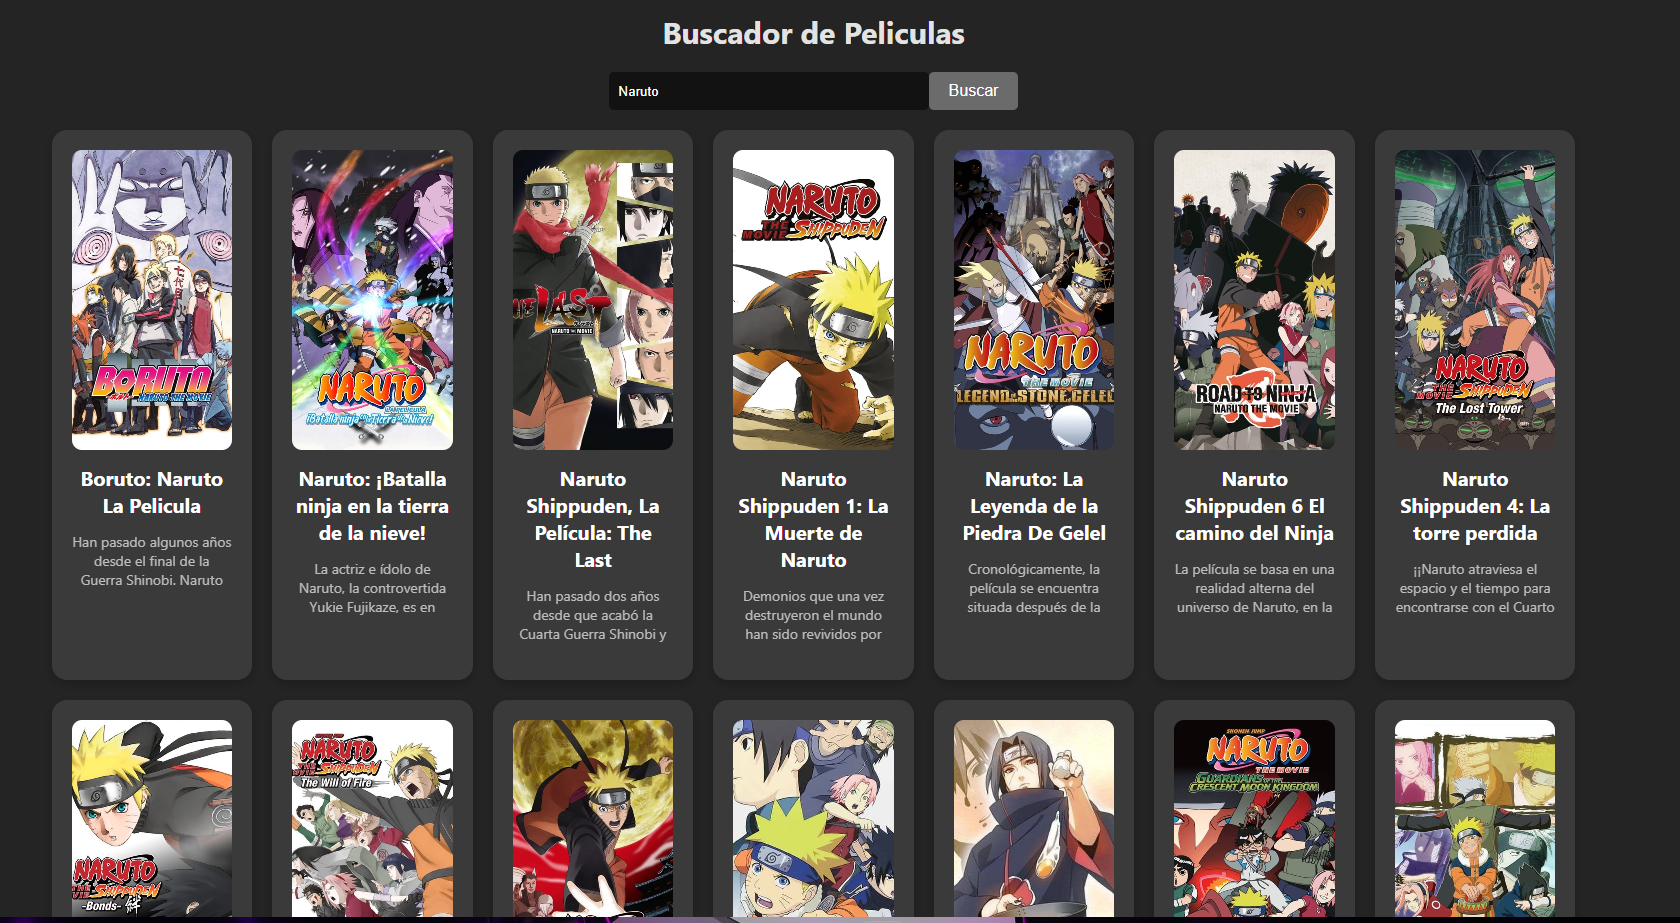 Buscador de Peliculas
Naruto
Buscar
BORUTO
NARUTO THE MOVIE
NARUTO
LA PELÍCULA
¡Batalla ninja en la Tierra de la Nieve!
THE LAST
NARUTO THE MOVIE
NARUTO
THE MOVIE SHIPPUDEN
NARUTO
THE MOVIE
LEGEND OF THE STONE OF GELEL
ROAD TO NINJA
NARUTO THE MOVIE
NARUTO
THE MOVIE SHIPPUDEN
The Lost Tower
Boruto: Naruto
La Pelicula
Han pasado algunos años
desde el final de la
Guerra Shinobi. Naruto
Naruto: ¡Batalla
ninja en la tierra
de la nieve!
La actriz e ídolo de
Naruto, la controvertida
Yukie Fujikaze, es en
Naruto
Shippuden, La
Película: The
Last
Han pasado dos años
desde que acabó la
Cuarta Guerra Shinobi y
Naruto
Shippuden 1: La
Muerte de
Naruto
Demonios que una vez
destruyeron el mundo
han sido revividos por
Naruto: La
Leyenda de la
Piedra De Gelel
Cronológicamente, la
película se encuentra
situada después de la
Naruto
Shippuden 6 El
camino del Ninja
La película se basa en una
realidad alterna del
universo de Naruto, en la
Naruto
Shippuden 4: La
torre perdida
¡¡Naruto atraviesa el
espacio y el tiempo para
encontrarse con el Cuarto
NARUTO
THE MOVIE SHIPPUDEN
-Bonds- 絆
SHONEN JUMP
NARUTO
THE MOVIE SHIPPUDEN
The Will of Fire
SHONEN JUMP
NARUTO
THE MOVIE
GUARDIANS OF THE
CRESCENT MOON KINGDOM